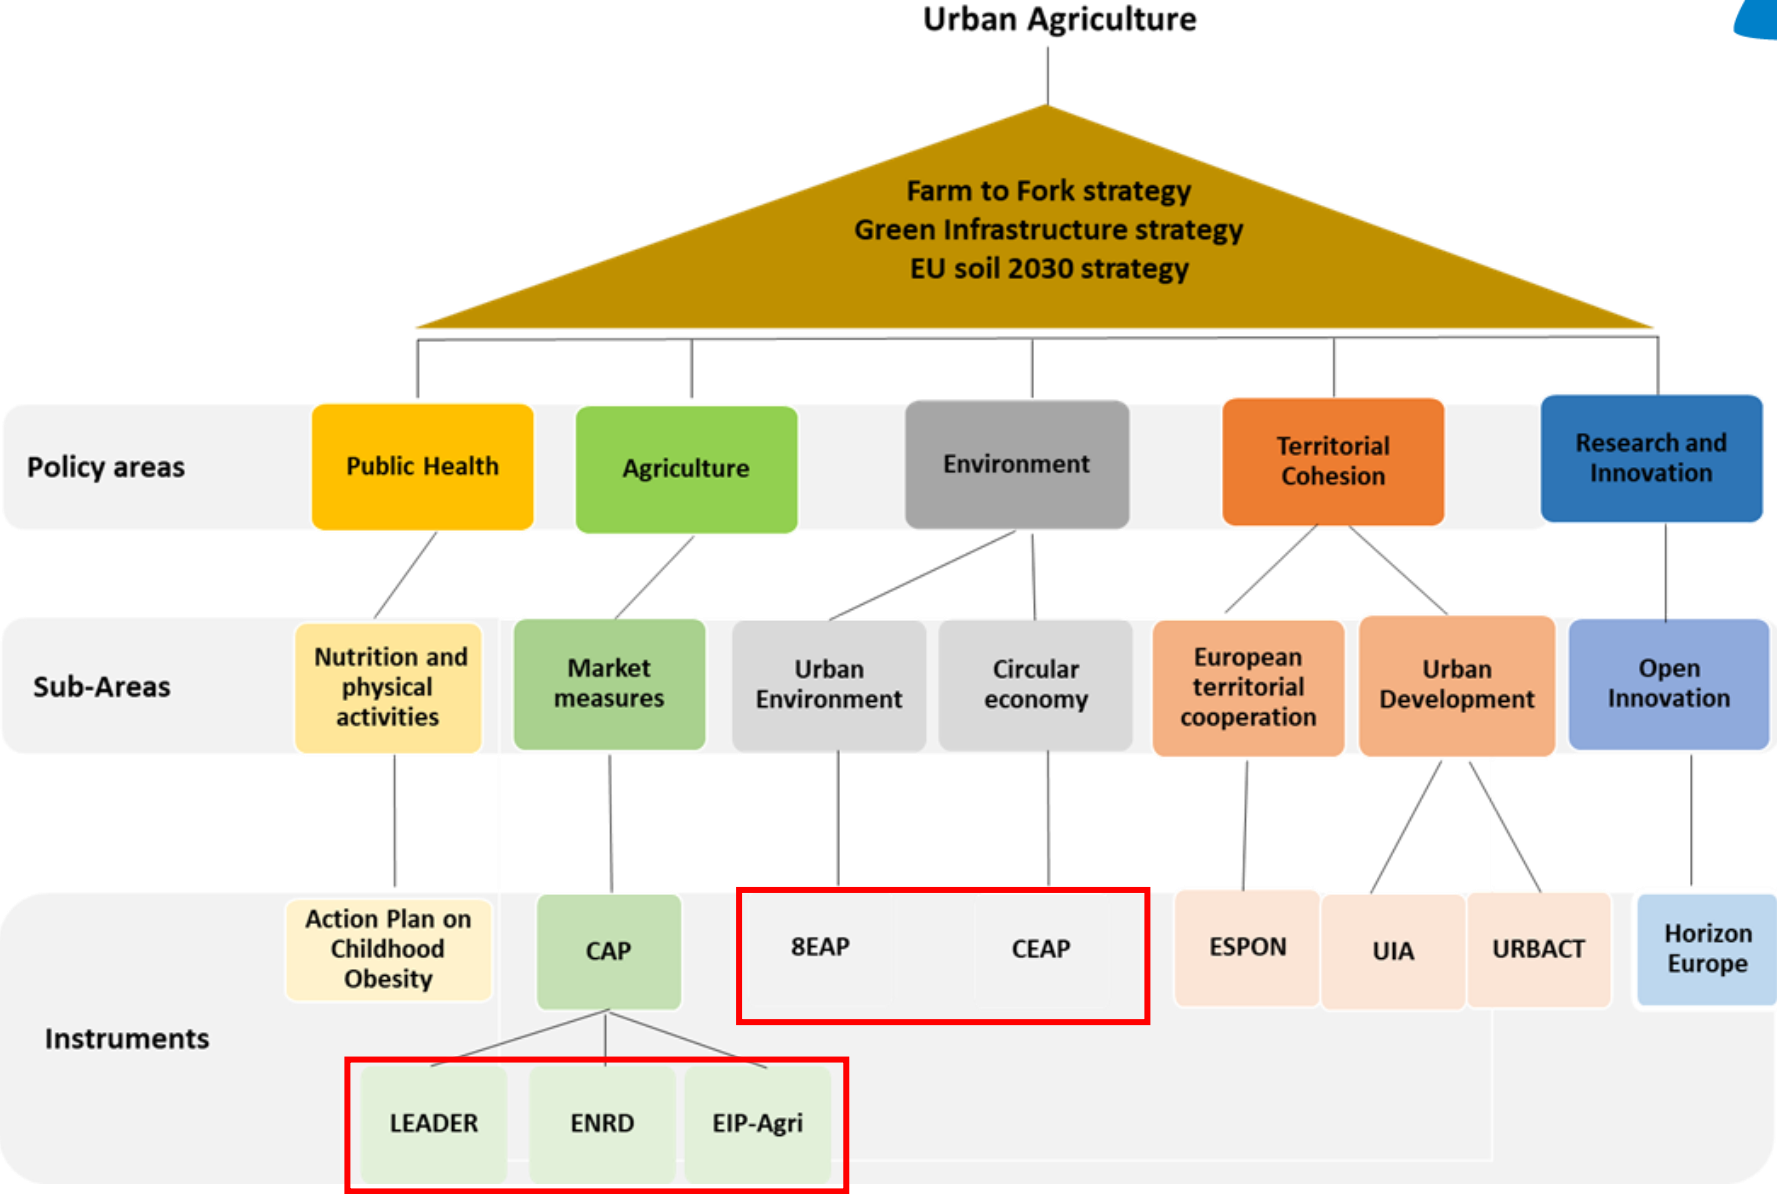 Urban Agriculture
Farm to Fork strategy
Green Infrastructure strategy
EU soil 2030 strategy
Policy areas
Public Health
Agriculture
Environment
Territorial
Cohesion
Research and
Innovation
Sub-Areas
Nutrition and
physical
activities
Market
measures
Urban
Environment
Circular
economy
European
territorial
cooperation
Urban
Development
Open
Innovation
Instruments
Action Plan on
Childhood
Obesity
CAP
8EAP
CEAP
ESPON
UIA
URBACT
Horizon
Europe
LEADER
ENRD
EIP-Agri